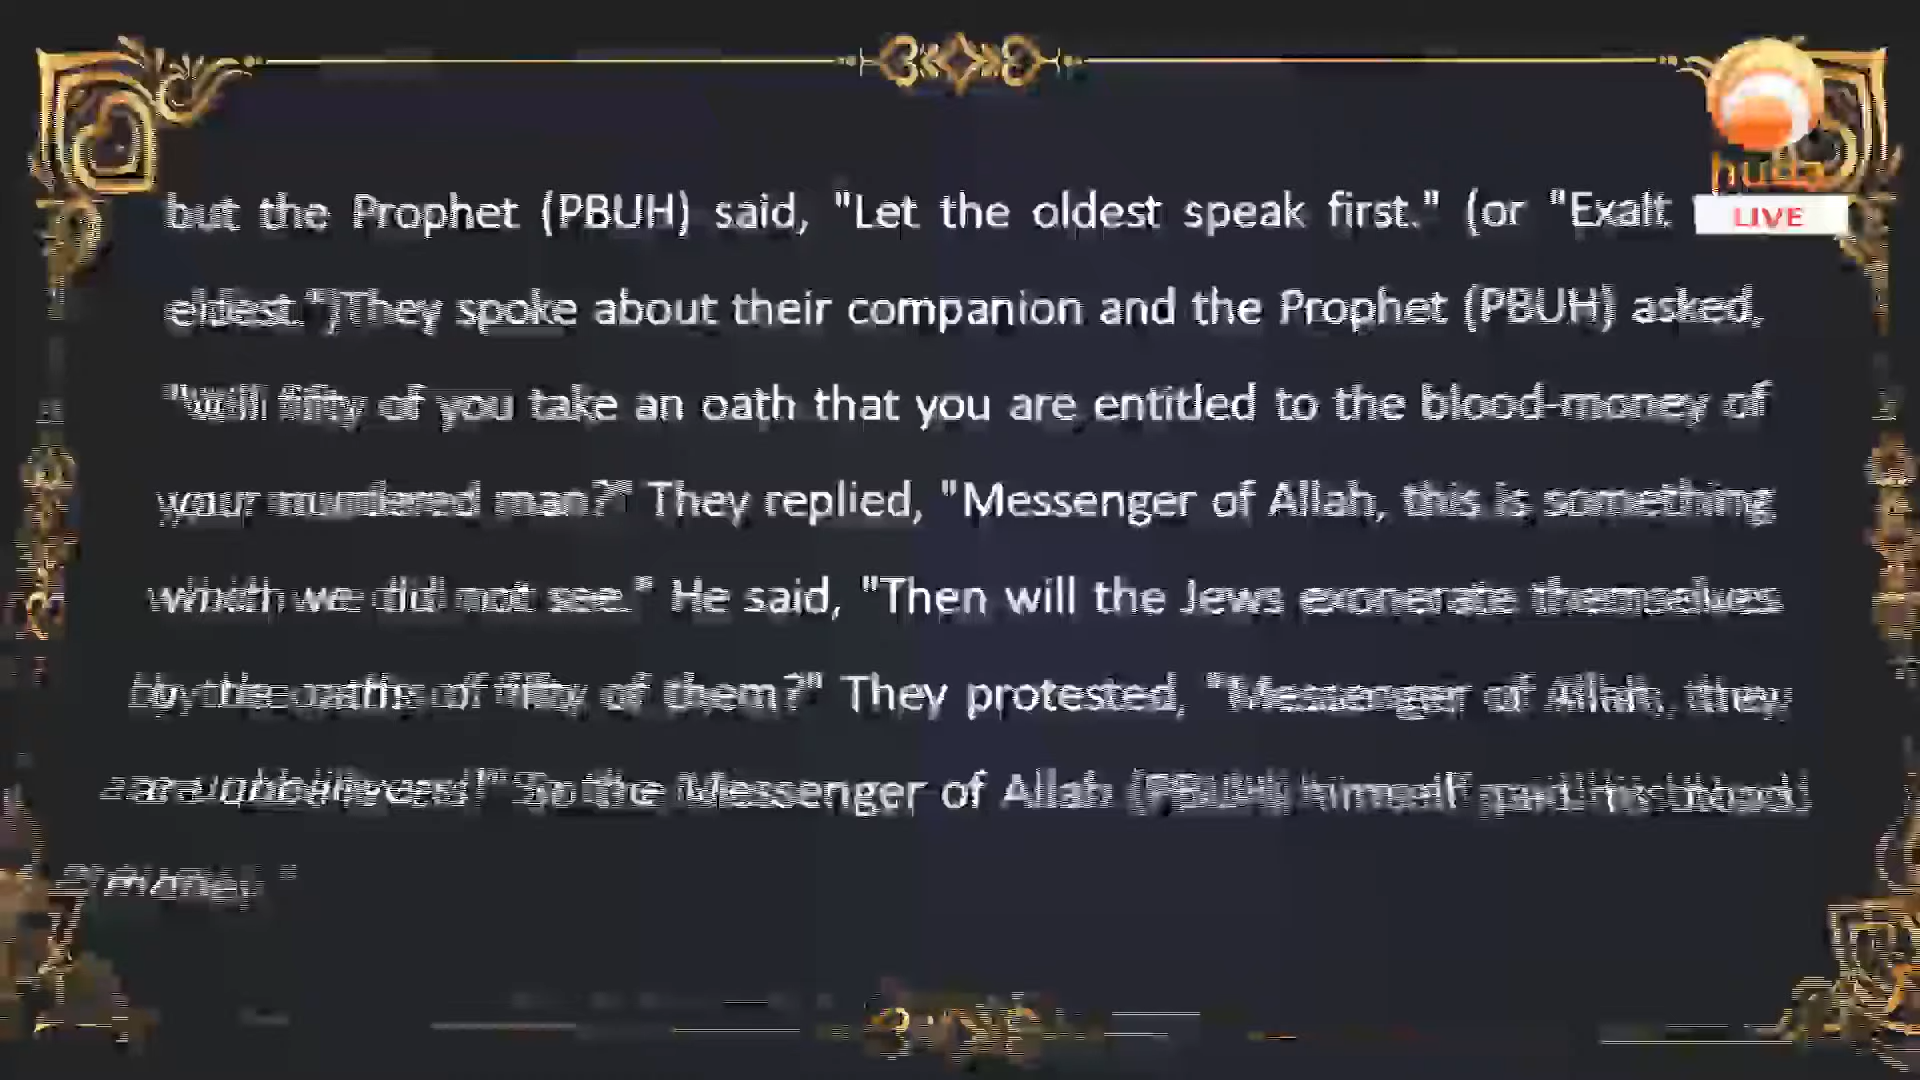 huda
LIVE
but the Prophet (PBUH) said, "Let the oldest speak first." (or "Exalt
eldest.")They spoke about their companion and the Prophet (PBUH) asked,
"Will fifty of you take an oath that you are entitled to the blood-money of
your murdered man?" They replied, "Messenger of Allah, this is something
which we did not see." He said, "Then will the Jews exonerate themselves
by the oaths of fifty of them?" They protested, "Messenger of Allah, they
are unbelievers!" So the Messenger of Allah (PBUH) himself paid his blood
money."